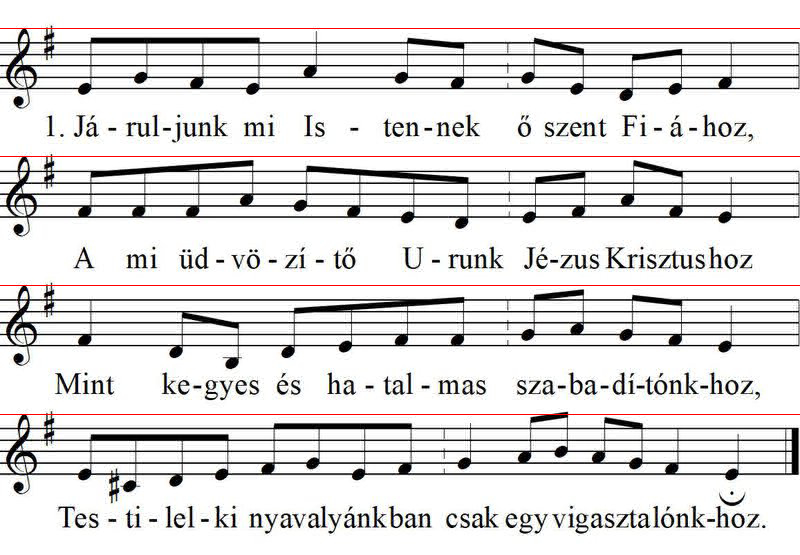 1. Já - rul - junk mi Is - ten - nek ő szent Fi - á - hoz,
A mi üd - vö - zí - tő U - runk Jé - zus Krisztus hoz
Mint ke - gyes és ha - tal - mas sza - ba - dí - tónk - hoz,
Tes - ti - lel - ki nyavalyánkban csak egy vigasztalónk - hoz.